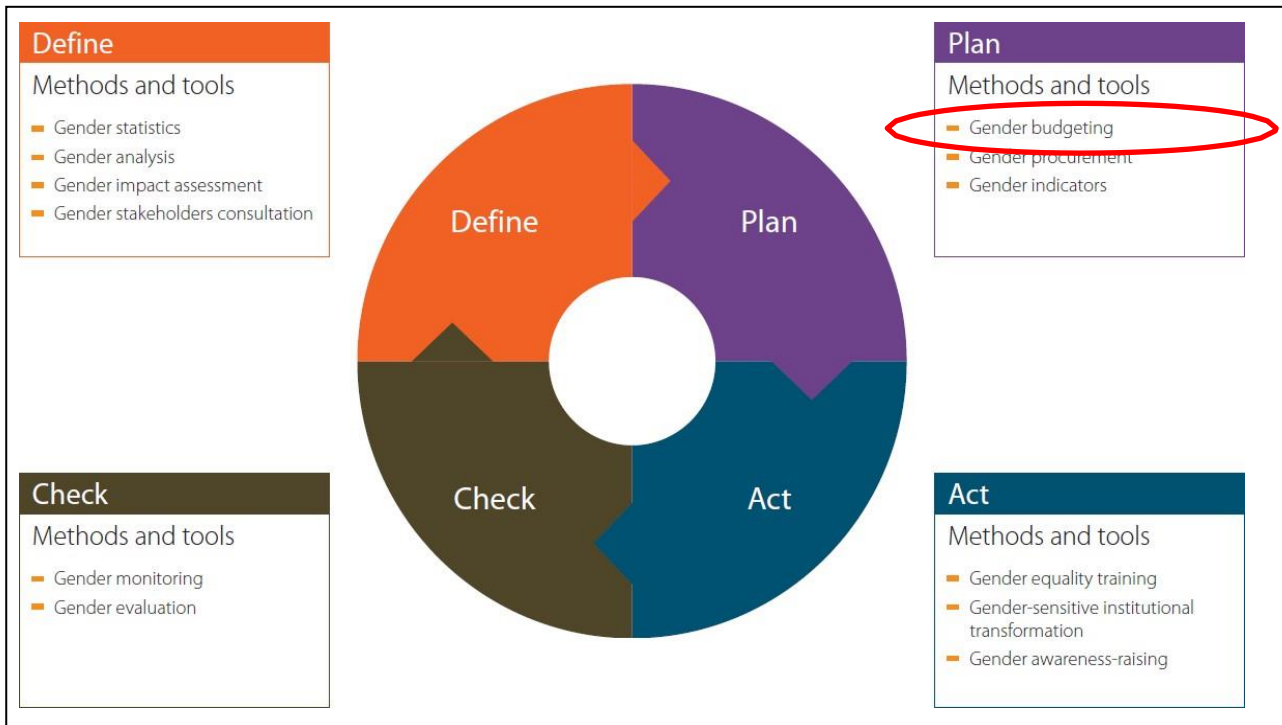 Define
Methods and tools
Gender statistics
Gender analysis
Gender impact assessment
Gender stakeholders consultation
Plan
Methods and tools
Gender budgeting
Gender procurement
Gender indicators
Define
Plan
Check
Act
Check
Methods and tools
Gender monitoring
Gender evaluation
Act
Methods and tools
Gender equality training
Gender-sensitive institutional
transformation
Gender awareness-raising